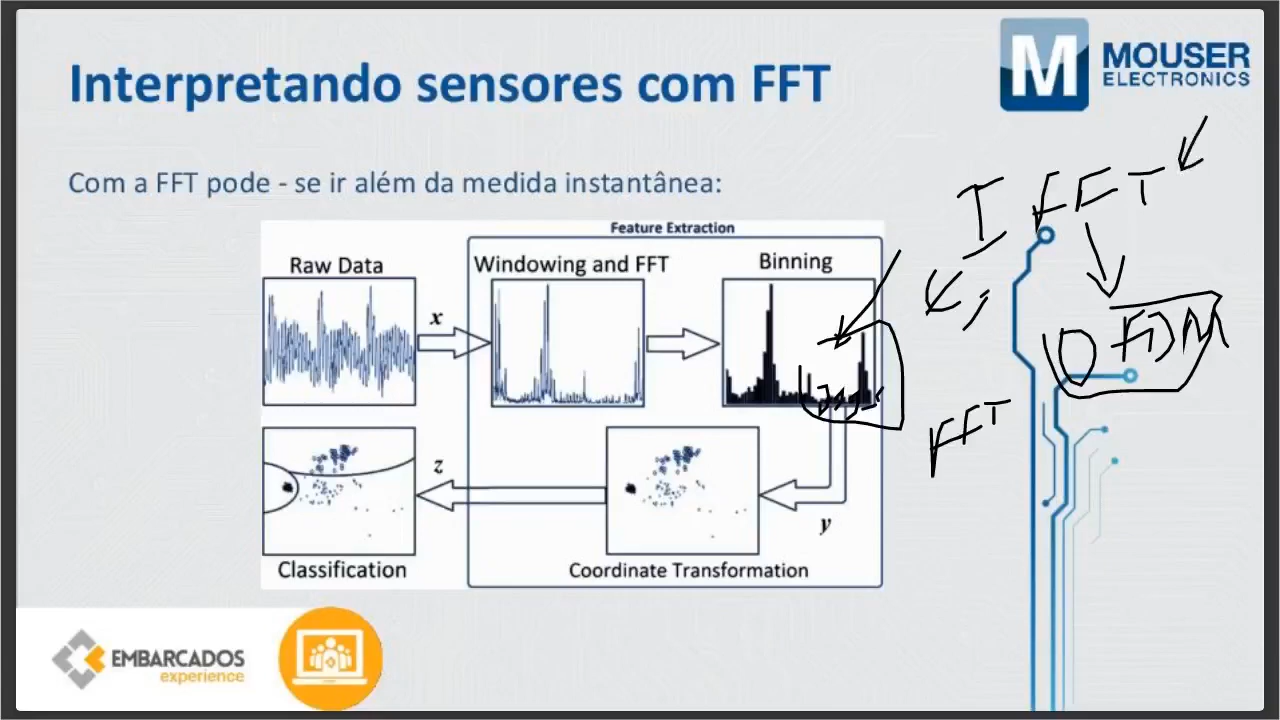 Interpretando sensores com FFT
M MOUSER
ELECTRONICS
Com a FFT pode - se ir além da medida instantânea:
I FFT
Feature Extraction
Raw Data
Windowing and FFT
Binning
x
OFDM
FFT
z
y
Classification
Coordinate Transformation
EMBARCADOS
experience